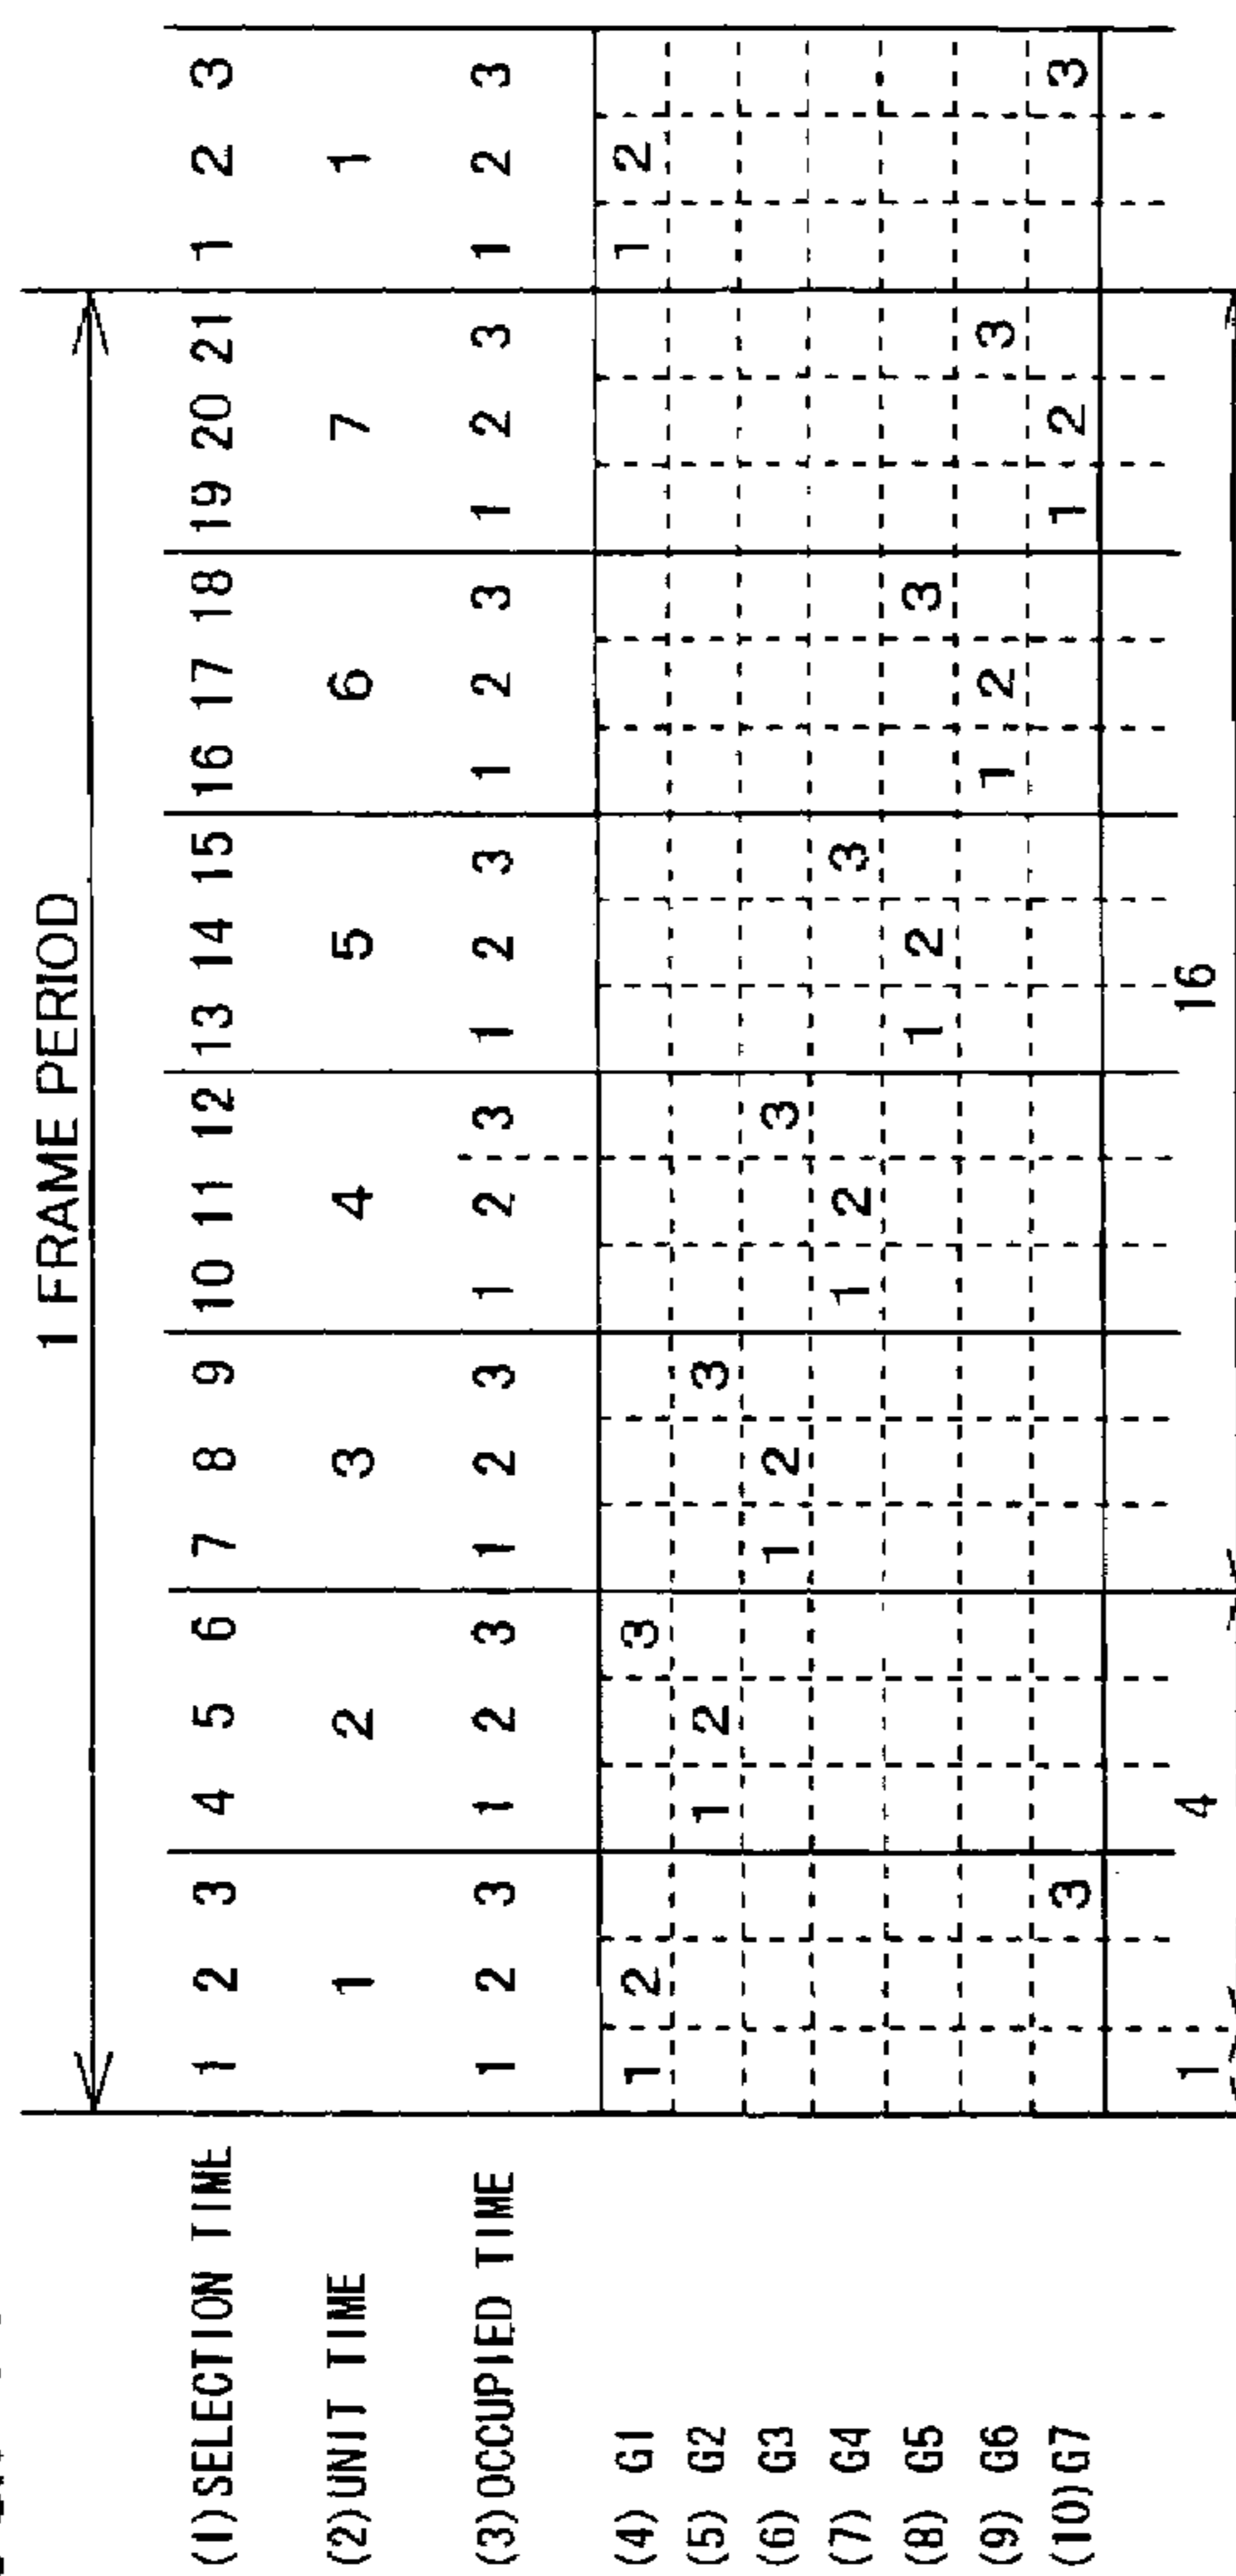 1 FRAME PERIOD
(1) SELECTION TIME 1 2 3 4 5 6 7 8 9 10 11 12 13 14 15 16 17 18 19 20 21 1 2 3
(2) UNIT TIME 1 2 3 4 5 6 7 1
(3) OCCUPIED TIME 1 2 3 1 2 3 1 2 3 1 2 3 1 2 3 1 2 3 1 2 3 1 2 3
(4) G1 1 2 3 1 2
(5) G2 1 2 3
(6) G3 1 2 3
(7) G4 1 2 3
(8) G5 1 2 3
(9) G6 1 2 3
(10) G7 3 1 2 3
1 4 16